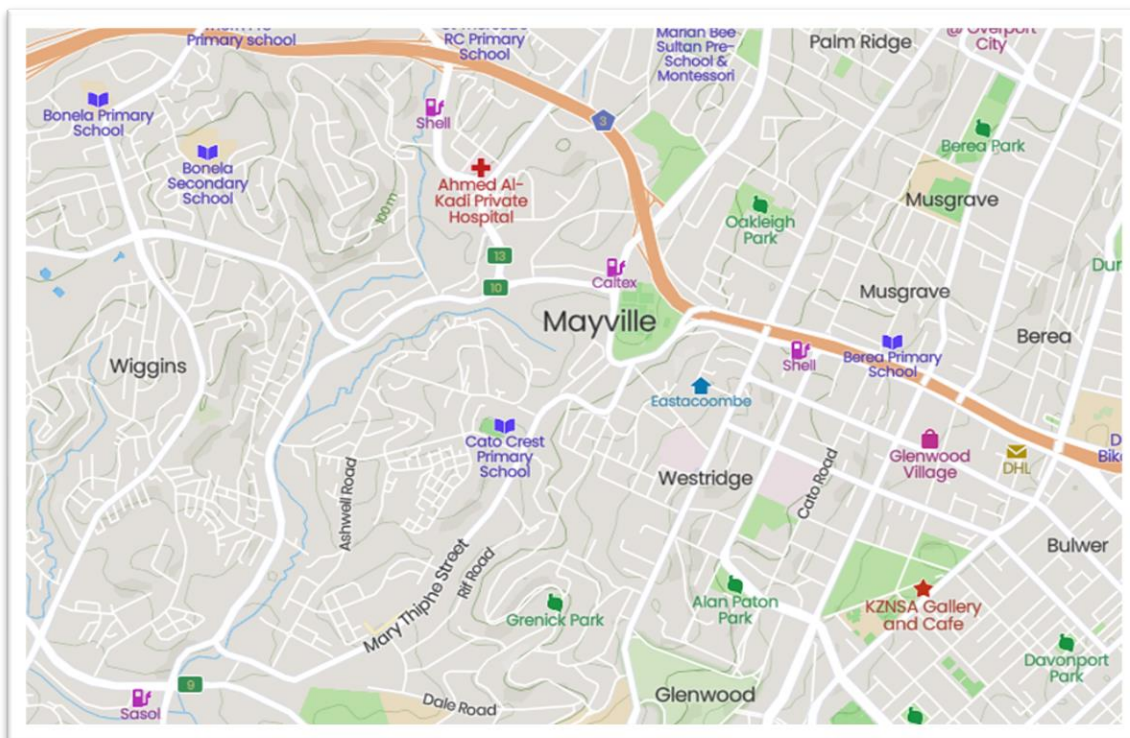 Primary school
RC Primary
School
Marian Bee
Sultan Pre-
School &
Montessori
Palm Ridge
@ Overport
City
Bonela Primary
School
Shell
3
Berea Park
Bonela
Secondary
School
Ahmed Al-
Kadi Private
Hospital
100 m
Musgrave
Oakleigh
Park
13
10
Caltex
Musgrave
Mayville
Berea
Wiggins
Shell
Berea Primary
School
Eastacoombe
Cato Crest
Primary
School
Glenwood
Village
DHL
Westridge
Cato Road
Ashwell Road
Bulwer
Mary Thiphe Street
Rif Road
Grenick Park
Alan Paton
Park
KZNSA Gallery
and Cafe
Davonport
Park
9
Sasol
Dale Road
Glenwood